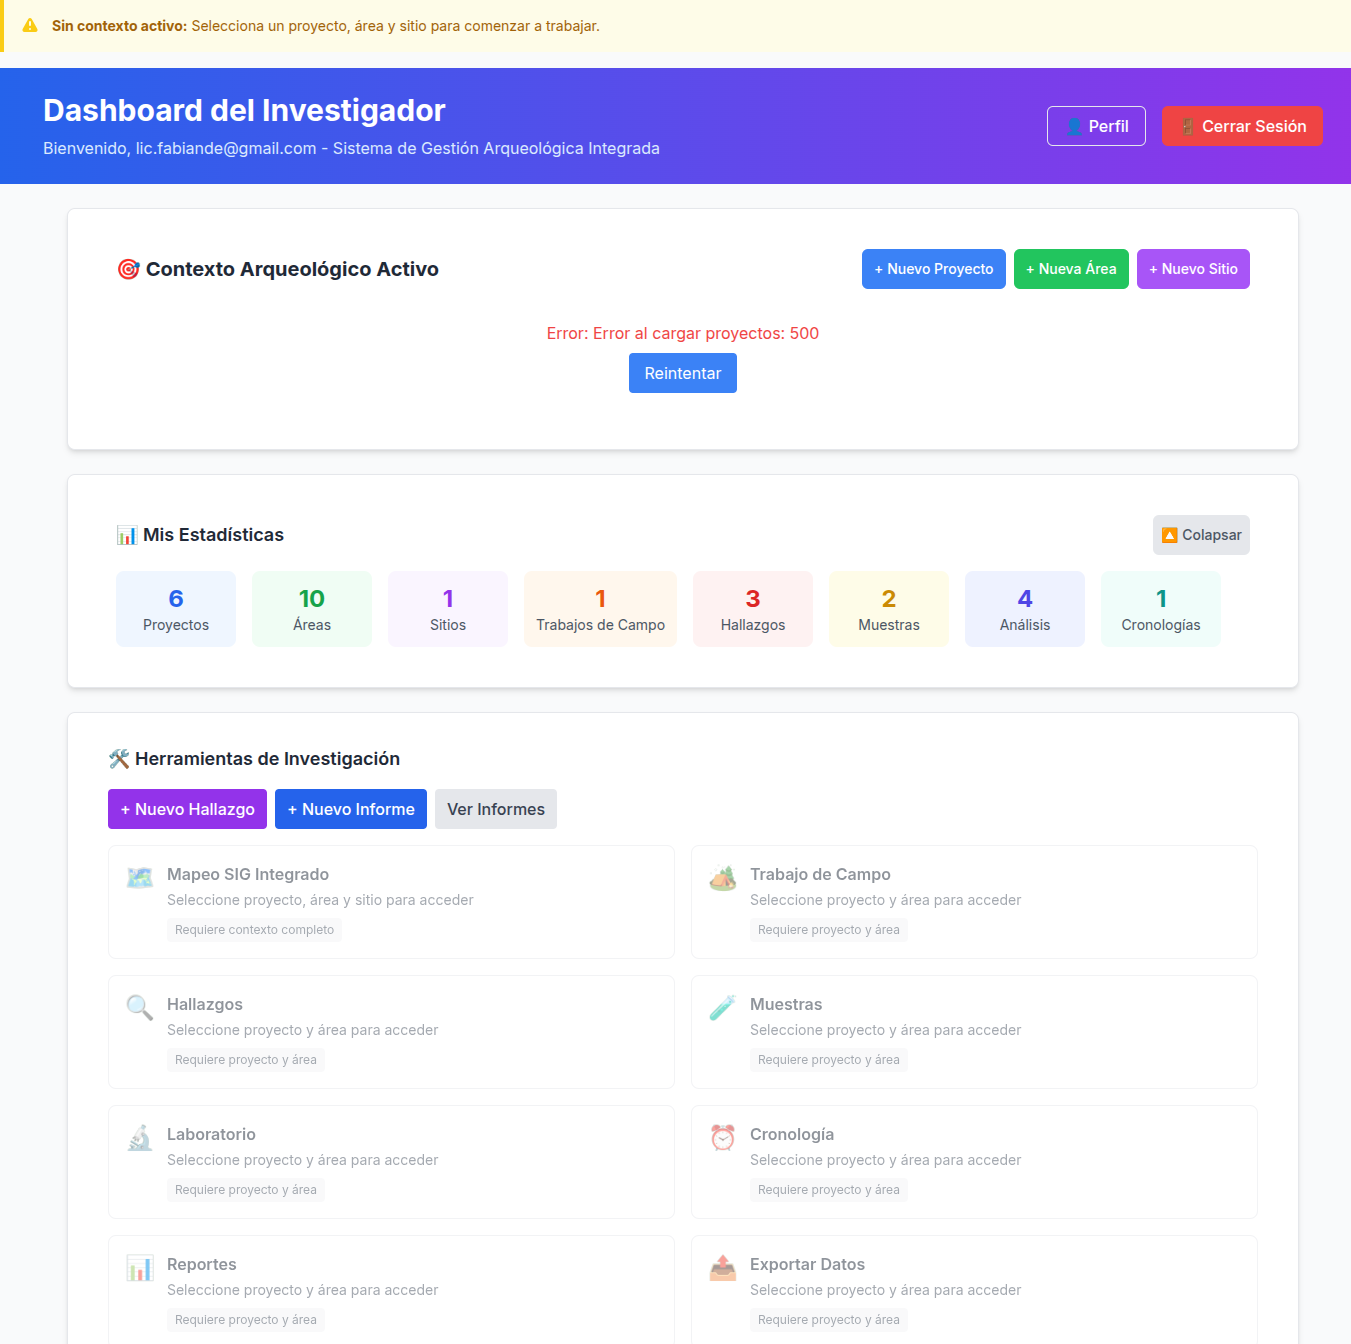 Sin contexto activo: Selecciona un proyecto, área y sitio para comenzar a trabajar.
Dashboard del Investigador
Bienvenido, lic.fabiande@gmail.com - Sistema de Gestión Arqueológica Integrada
Perfil
Cerrar Sesión
Contexto Arqueológico Activo
+ Nuevo Proyecto
+ Nueva Área
+ Nuevo Sitio
Error: Error al cargar proyectos: 500
Reintentar
Mis Estadísticas
Colapsar
6
Proyectos
10
Áreas
1
Sitios
1
Trabajos de Campo
3
Hallazgos
2
Muestras
4
Análisis
1
Cronologías
Herramientas de Investigación
+ Nuevo Hallazgo
+ Nuevo Informe
Ver Informes
Mapeo SIG Integrado
Seleccione proyecto, área y sitio para acceder
Requiere contexto completo
Trabajo de Campo
Seleccione proyecto y área para acceder
Requiere proyecto y área
Hallazgos
Seleccione proyecto y área para acceder
Requiere proyecto y área
Muestras
Seleccione proyecto y área para acceder
Requiere proyecto y área
Laboratorio
Seleccione proyecto y área para acceder
Requiere proyecto y área
Cronología
Seleccione proyecto y área para acceder
Requiere proyecto y área
Reportes
Seleccione proyecto y área para acceder
Requiere proyecto y área
Exportar Datos
Seleccione proyecto y área para acceder
Requiere proyecto y área